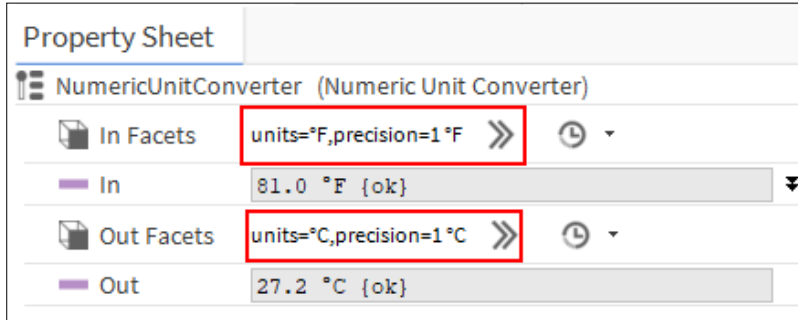 Property Sheet
NumericUnitConverter (Numeric Unit Converter)
In Facets units=°F,precision=1 °F
In 81.0 °F {ok}
Out Facets units=°C,precision=1 °C
Out 27.2 °C {ok}